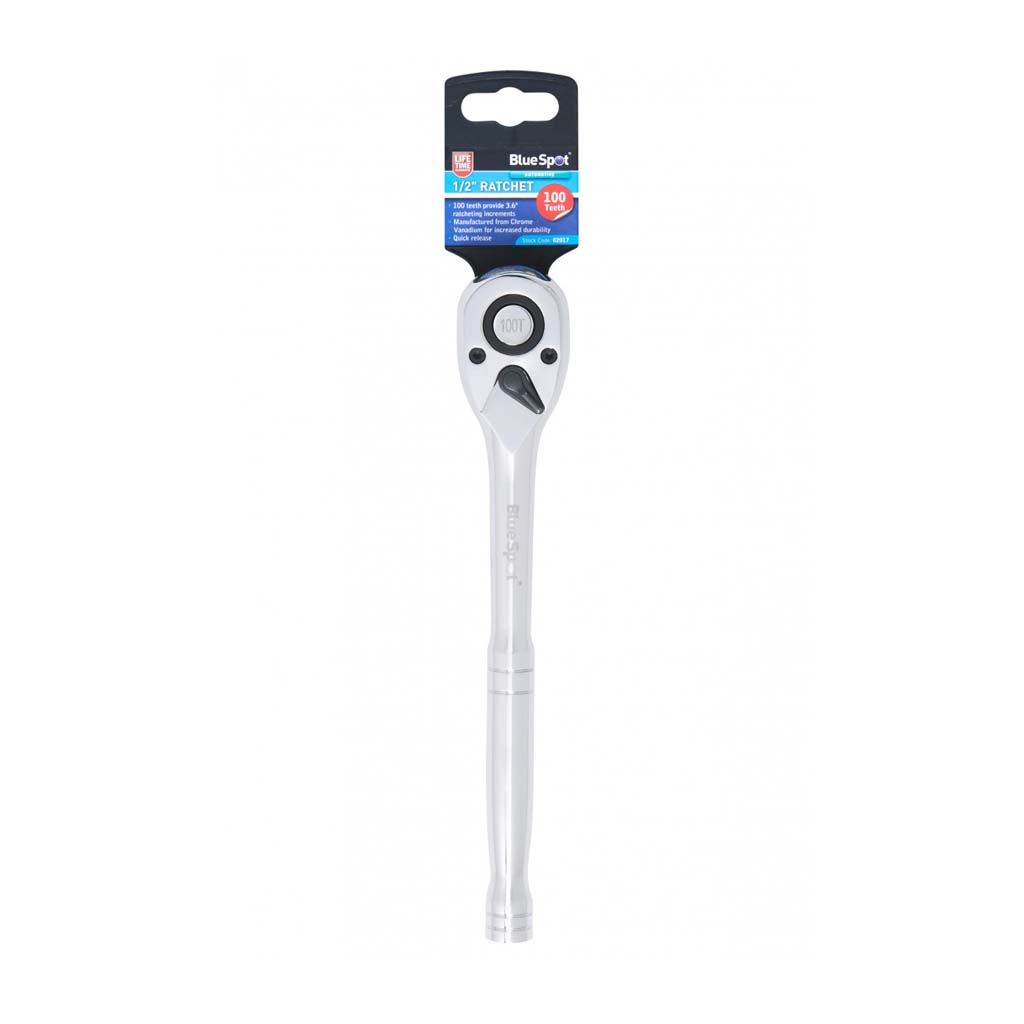 LIFE
TIME
BlueSpot
AUTOMOTIVE
1/2" RATCHET
100
Teeth
· 100 teeth provide 3.6°
ratcheting increments
· Manufactured from Chrome
Vanadium for increased durability
· Quick release
Stock Code: 02017
100T
BlueSpot